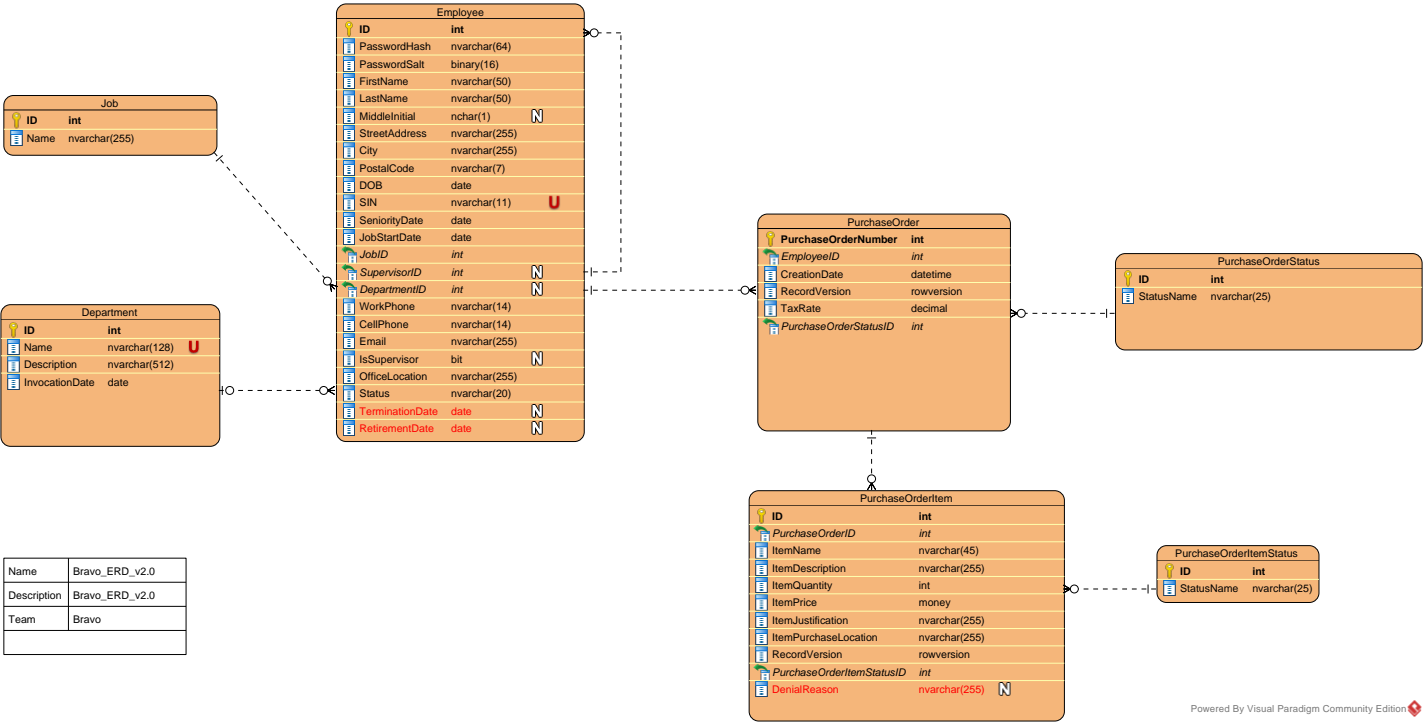 Employee
ID int
PasswordHash nvarchar(64)
PasswordSalt binary(16)
FirstName nvarchar(50)
LastName nvarchar(50)
MiddleInitial nchar(1) N
StreetAddress nvarchar(255)
City nvarchar(255)
PostalCode nvarchar(7)
DOB date
SIN nvarchar(11) U
SeniorityDate date
JobStartDate date
JobID int
SupervisorID int N
DepartmentID int N
WorkPhone nvarchar(14)
CellPhone nvarchar(14)
Email nvarchar(255)
IsSupervisor bit N
OfficeLocation nvarchar(255)
Status nvarchar(20)
TerminationDate date N
RetirementDate date N
Job
ID int
Name nvarchar(255)
Department
ID int
Name nvarchar(128) U
Description nvarchar(512)
InvocationDate date
PurchaseOrder
PurchaseOrderNumber int
EmployeeID int
CreationDate datetime
RecordVersion rowversion
TaxRate decimal
PurchaseOrderStatusID int
PurchaseOrderStatus
ID int
StatusName nvarchar(25)
PurchaseOrderItem
ID int
PurchaseOrderID int
ItemName nvarchar(45)
ItemDescription nvarchar(255)
ItemQuantity int
ItemPrice money
ItemJustification nvarchar(255)
ItemPurchaseLocation nvarchar(255)
RecordVersion rowversion
PurchaseOrderItemStatusID int
DenialReason nvarchar(255) N
PurchaseOrderItemStatus
ID int
StatusName nvarchar(25)
Name Bravo_ERD_v2.0
Description Bravo_ERD_v2.0
Team Bravo
Powered By Visual Paradigm Community Edition